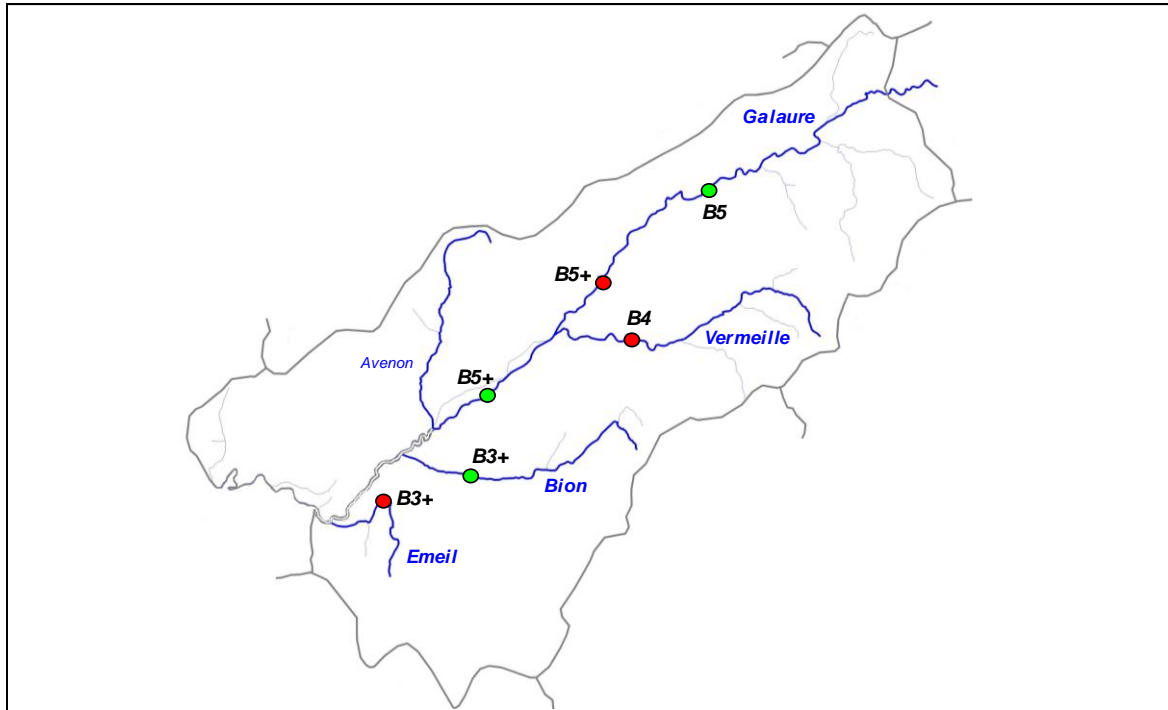 Galaure
B5
B5+
B4
Vermeille
Avenon
B5+
B3+
Bion
B3+
Emeil